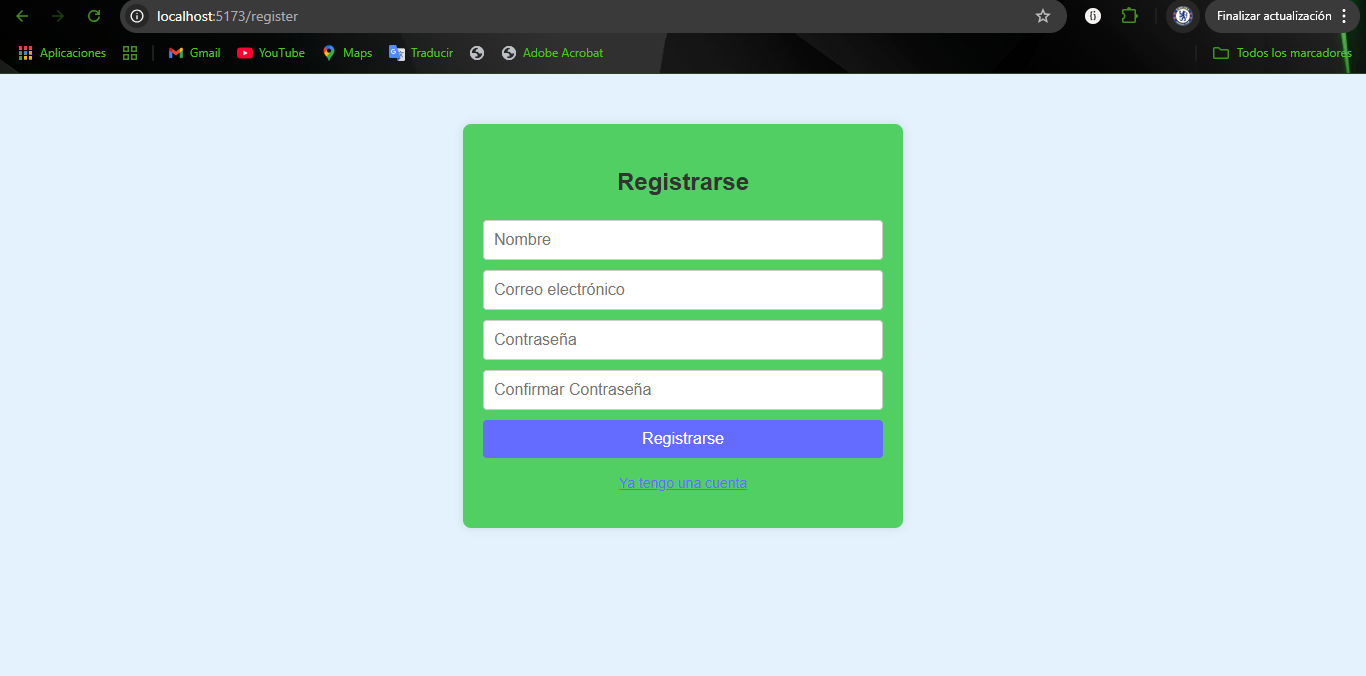 localhost:5173/register
Finalizar actualización
Aplicaciones Gmail YouTube Maps Traducir Adobe Acrobat Todos los marcadores
Registrarse
Nombre
Correo electrónico
Contraseña
Confirmar Contraseña
Registrarse
Ya tengo una cuenta